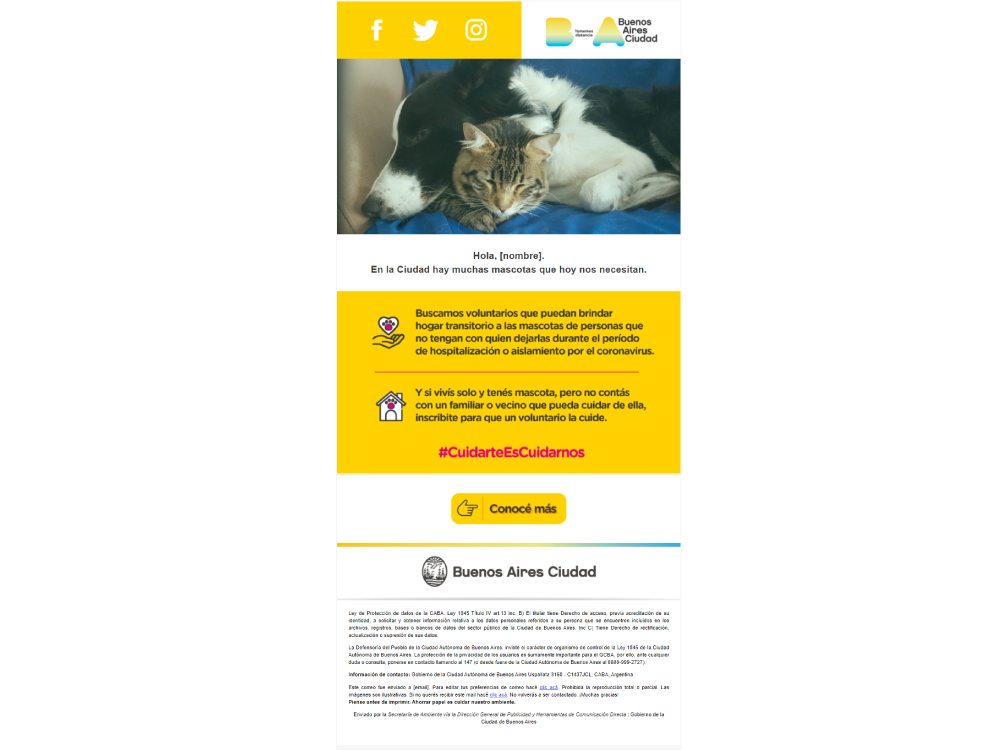 B A
Tomemos
distancia
Buenos
Aires
Ciudad
Hola, [nombre].
En la Ciudad hay muchas mascotas que hoy nos necesitan.
Buscamos voluntarios que puedan brindar
hogar transitorio a las mascotas de personas que
no tengan con quien dejarlas durante el período
de hospitalización o aislamiento por el coronavirus.
Y si vivís solo y tenés mascota, pero no contás
con un familiar o vecino que pueda cuidar de ella,
inscribite para que un voluntario la cuide.
#CuidarteEsCuidarnos
Conocé más
Buenos Aires Ciudad
Ley de Protección de datos de la CABA. Ley 1845 Título IV art.13 inc. B) El titular tiene Derecho de acceso, previa acreditación de su
identidad, a solicitar y obtener información relativa a los datos personales referidos a su persona que se encuentren incluidos en los
archivos, registros, bases o bancos de datos del sector público de la Ciudad de Buenos Aires. Inc C) Tiene Derecho de rectificación,
actualización o supresión de sus datos.
La Defensoría del Pueblo de la Ciudad Autónoma de Buenos Aires, inviste el carácter de organismo de control de la Ley 1845 de la Ciudad
Autónoma de Buenos Aires. La protección de la privacidad de los usuarios es sumamente importante para el GCBA, por ello, ante cualquier
duda o consulta, ponerse en contacto llamando al 147 (o desde fuera de la Ciudad Autónoma de Buenos Aires al 0800-999-2727).
Información de contacto: Gobierno de la Ciudad Autónoma de Buenos Aires Uspallata 3160 - C1437JCL, CABA, Argentina
Este correo fue enviado a [email]. Para editar tus preferencias de correo hacé clic acá. Prohibida la reproducción total o parcial. Las
imágenes son ilustrativas. Si no querés recibir este mail hacé clic acá. No volverás a ser contactado. ¡Muchas gracias!
Piense antes de imprimir. Ahorrar papel es cuidar nuestro ambiente.
Enviado por la Secretaría de Ambiente vía la Dirección General de Publicidad y Herramientas de Comunicación Directa | Gobierno de la
Ciudad de Buenos Aires